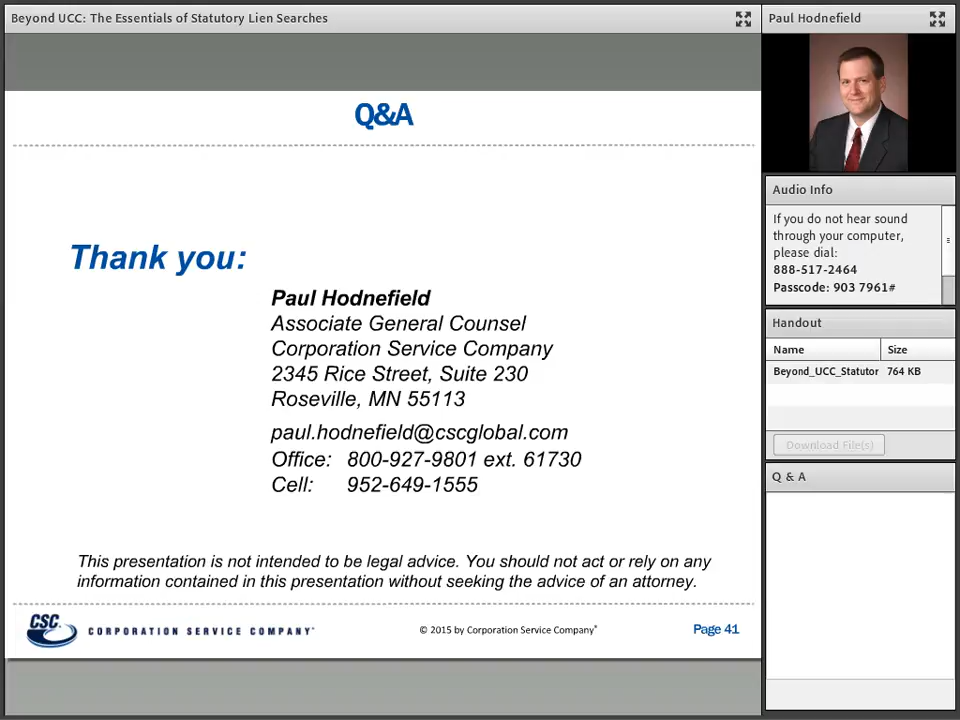 Beyond UCC: The Essentials of Statutory Lien Searches
Q&A
Thank you:
Paul Hodnefield
Associate General Counsel
Corporation Service Company
2345 Rice Street, Suite 230
Roseville, MN 55113
paul.hodnefield@cscglobal.com
Office: 800-927-9801 ext. 61730
Cell: 952-649-1555
This presentation is not intended to be legal advice. You should not act or rely on any
information contained in this presentation without seeking the advice of an attorney.
CSC. CORPORATION SERVICE COMPANY®
© 2015 by Corporation Service Company®
Page 41
Paul Hodnefield
Audio Info
If you do not hear sound
through your computer,
please dial:
888-517-2464
Passcode: 903 7961#
Handout
Name Size
Beyond_UCC_Statutor 764 KB
Download File(s)
Q & A